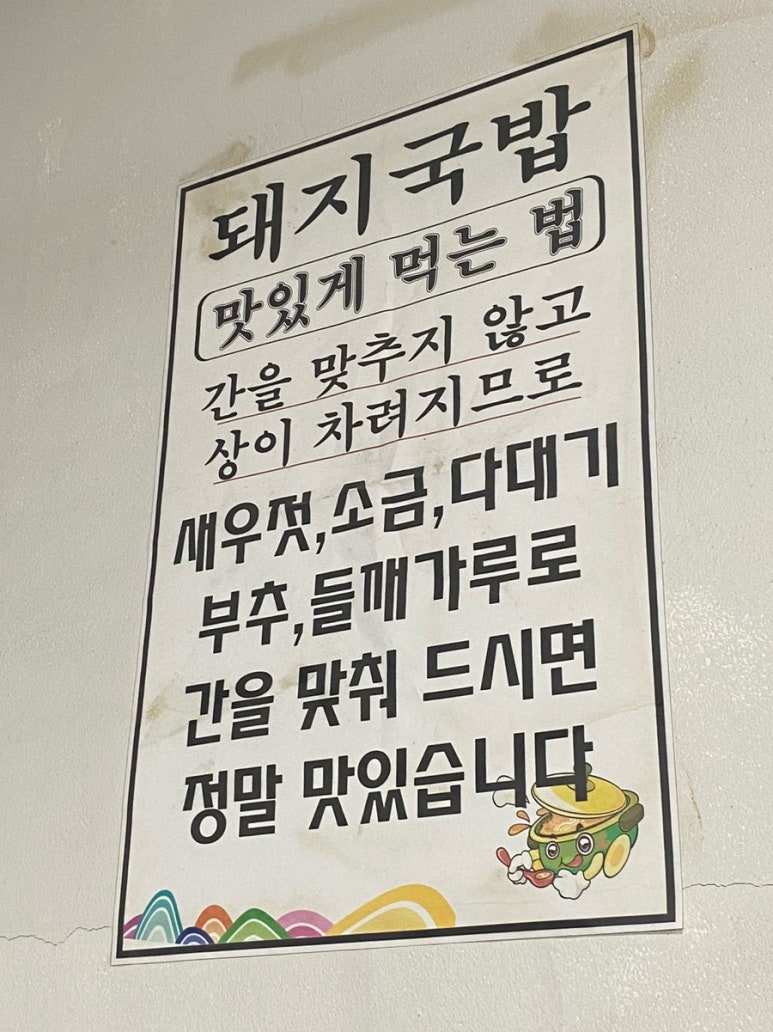 돼지국밥
맛있게 먹는 법
간을 맞추지 않고
상이 차려지므로
새우젓,소금,다대기
부추,들깨가루로
간을 맞춰 드시면
정말 맛있습니다